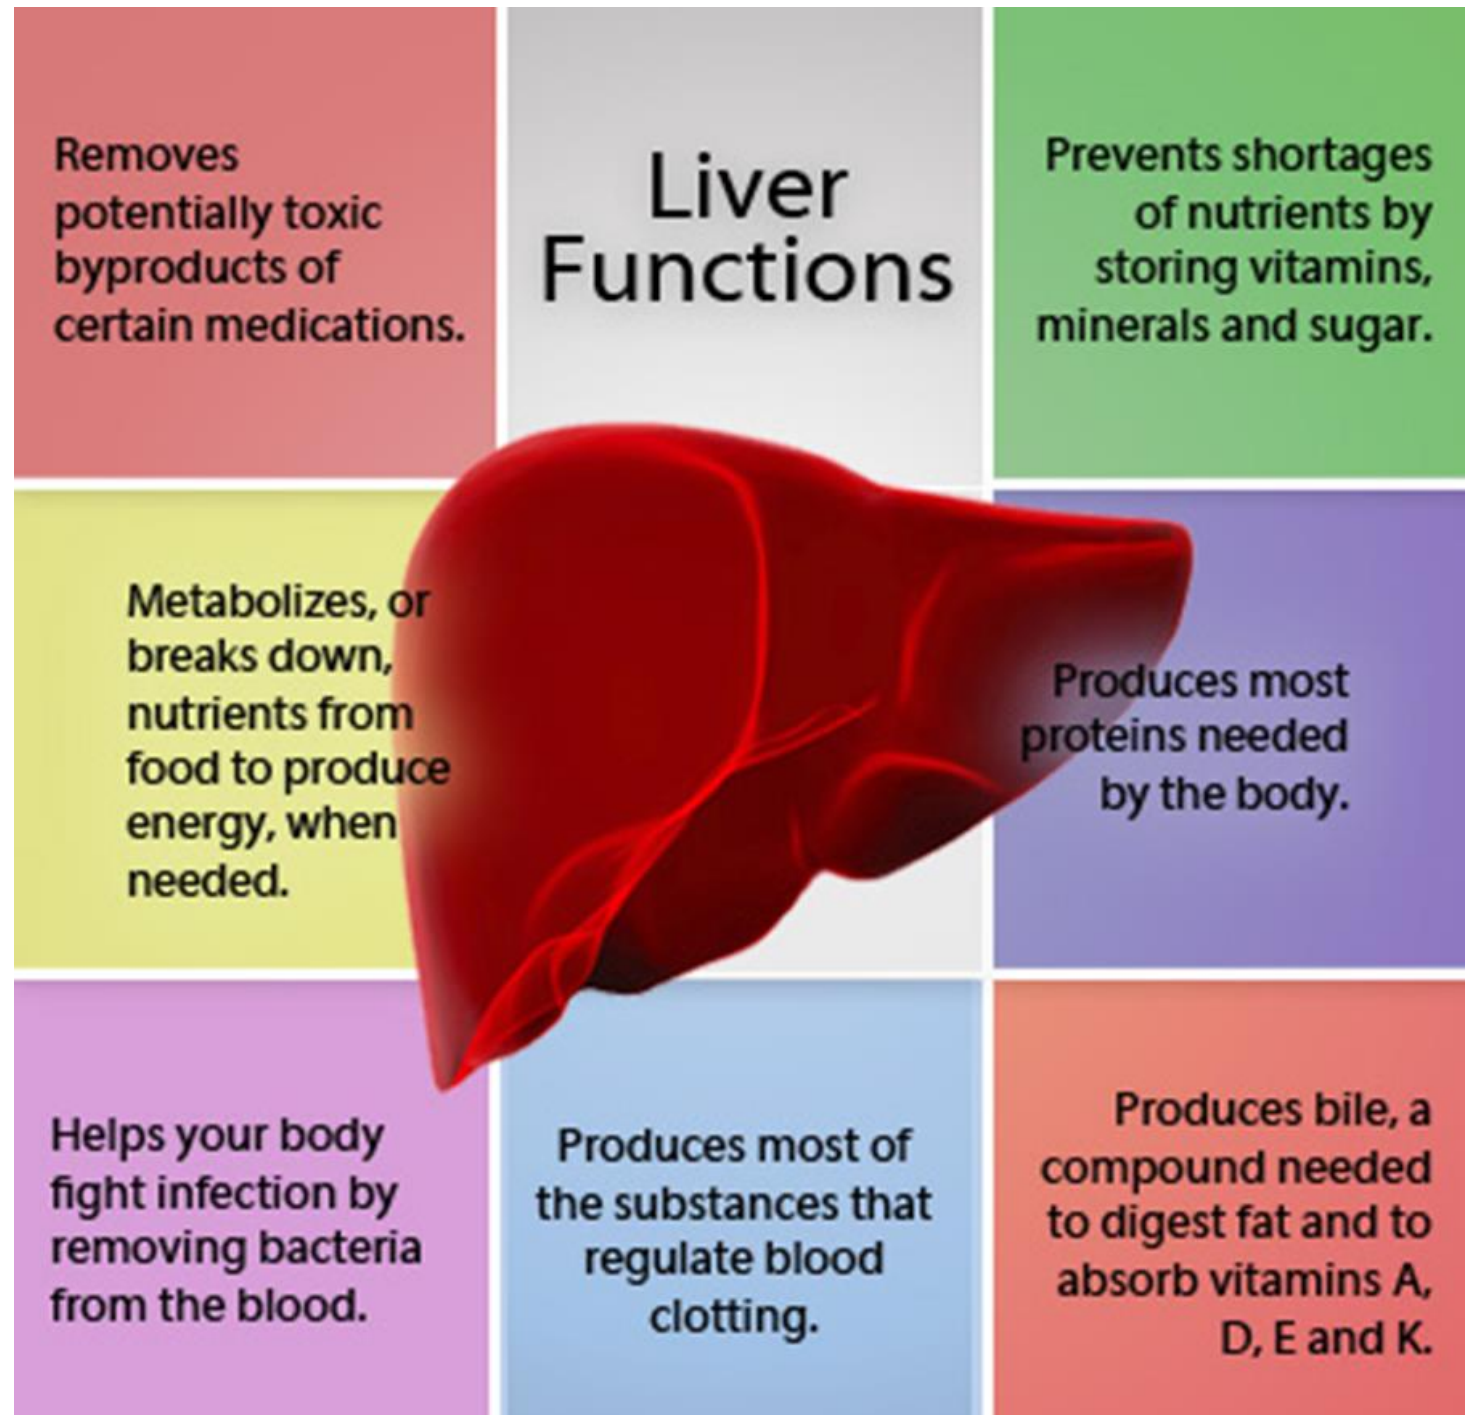 Removes
potentially toxic
byproducts of
certain medications.
Liver
Functions
Prevents shortages
of nutrients by
storing vitamins,
minerals and sugar.
Metabolizes, or
breaks down,
nutrients from
food to produce
energy, when
needed.
Produces most
proteins needed
by the body.
Helps your body
fight infection by
removing bacteria
from the blood.
Produces most of
the substances that
regulate blood
clotting.
Produces bile, a
compound needed
to digest fat and to
absorb vitamins A,
D, E and K.